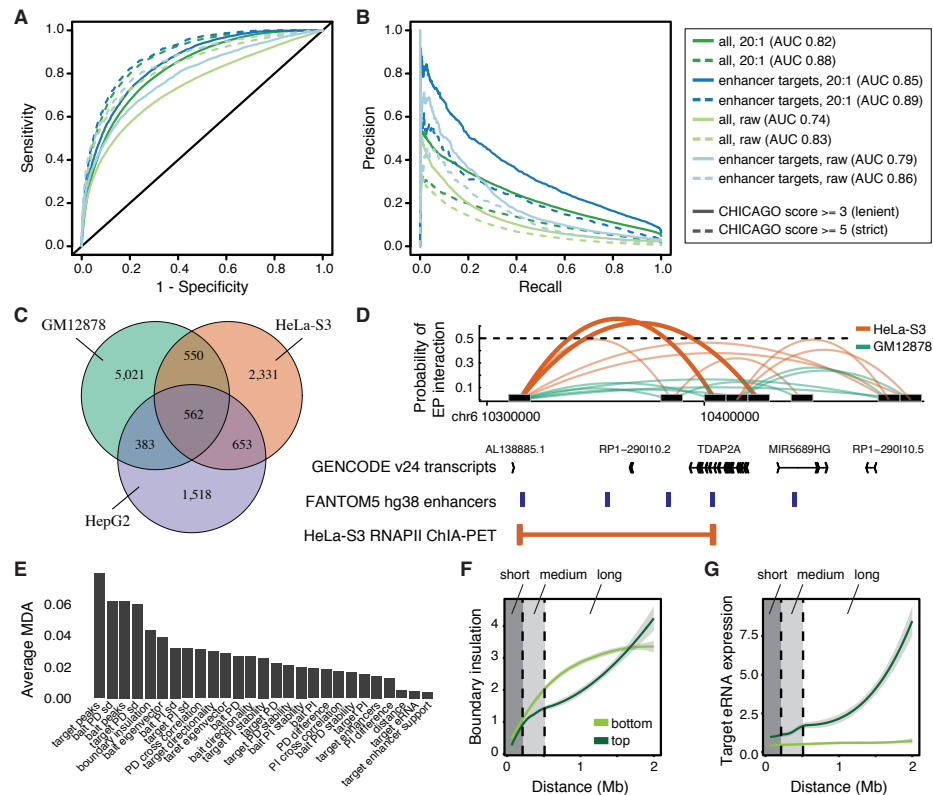 A
Sensitivity
1.0
0.8
0.6
0.4
0.2
0.0
0.0 0.2 0.4 0.6 0.8 1.0
1 - Specificity
B
Precision
1.0
0.8
0.6
0.4
0.2
0.0
0.0 0.2 0.4 0.6 0.8 1.0
Recall
all, 20:1 (AUC 0.82)
all, 20:1 (AUC 0.88)
enhancer targets, 20:1 (AUC 0.85)
enhancer targets, 20:1 (AUC 0.89)
all, raw (AUC 0.74)
all, raw (AUC 0.83)
enhancer targets, raw (AUC 0.79)
enhancer targets, raw (AUC 0.86)
CHICAGO score >= 3 (lenient)
CHICAGO score >= 5 (strict)
C
GM12878
HeLa-S3
HepG2
5,021
550
2,331
562
383
653
1,518
D
Probability of
EP interaction
0.5
0.3
0.1
HeLa-S3
GM12878
chr6 10300000
10400000
AL138885.1
RP1-290I10.2
TDAP2A
MIR5689HG
RP1-290I10.5
GENCODE v24 transcripts
FANTOM5 hg38 enhancers
HeLa-S3 RNAPII ChIA-PET
E
Average MDA
0.06
0.04
0.02
0.00
target peaks
bait PD sd
bait peaks
target PD sd
boundary insulation
bait eigenvector
bait PI sd
target PI sd
PD cross correlation
target directionality
target eigenvector
bait PD
bait directionality
target PI stability
target PD
target PD stability
bait PI stability
bait PI
PD difference
PI cross correlation
bait PD stability
target PI
target enhancers
PI difference
distance
target eRNA
target enhancer support
F
short
medium
long
Boundary insulation
4
3
2
1
0
bottom
top
0 1 2
Distance (Mb)
G
short
medium
long
Target eRNA expression
7.5
5.0
2.5
0.0
0 1 2
Distance (Mb)